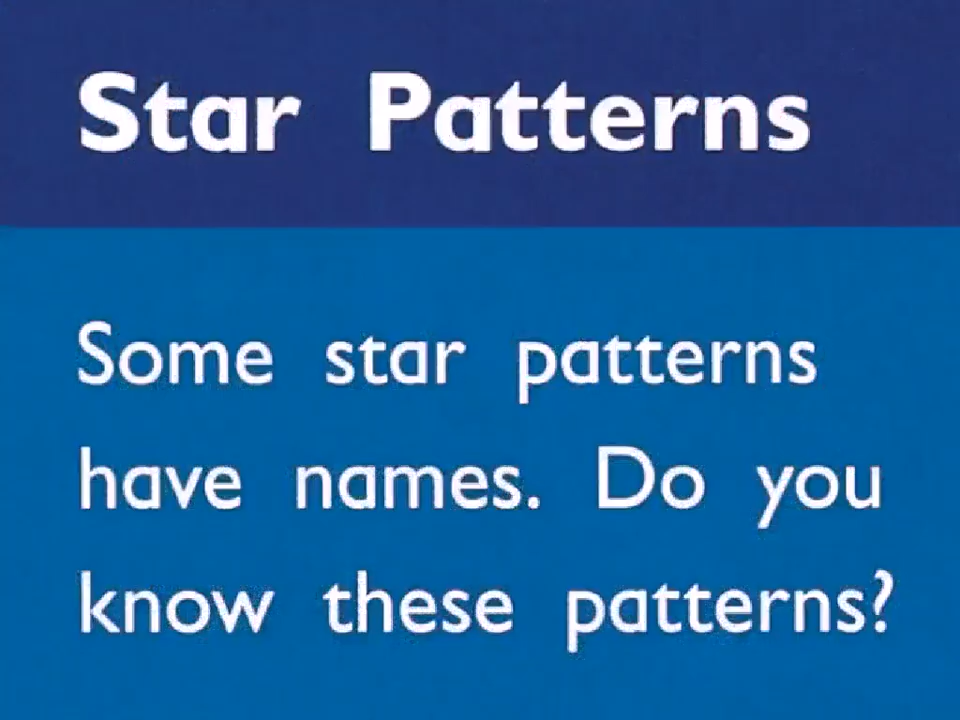 Star Patterns
Some star patterns
have names. Do you
know these patterns?